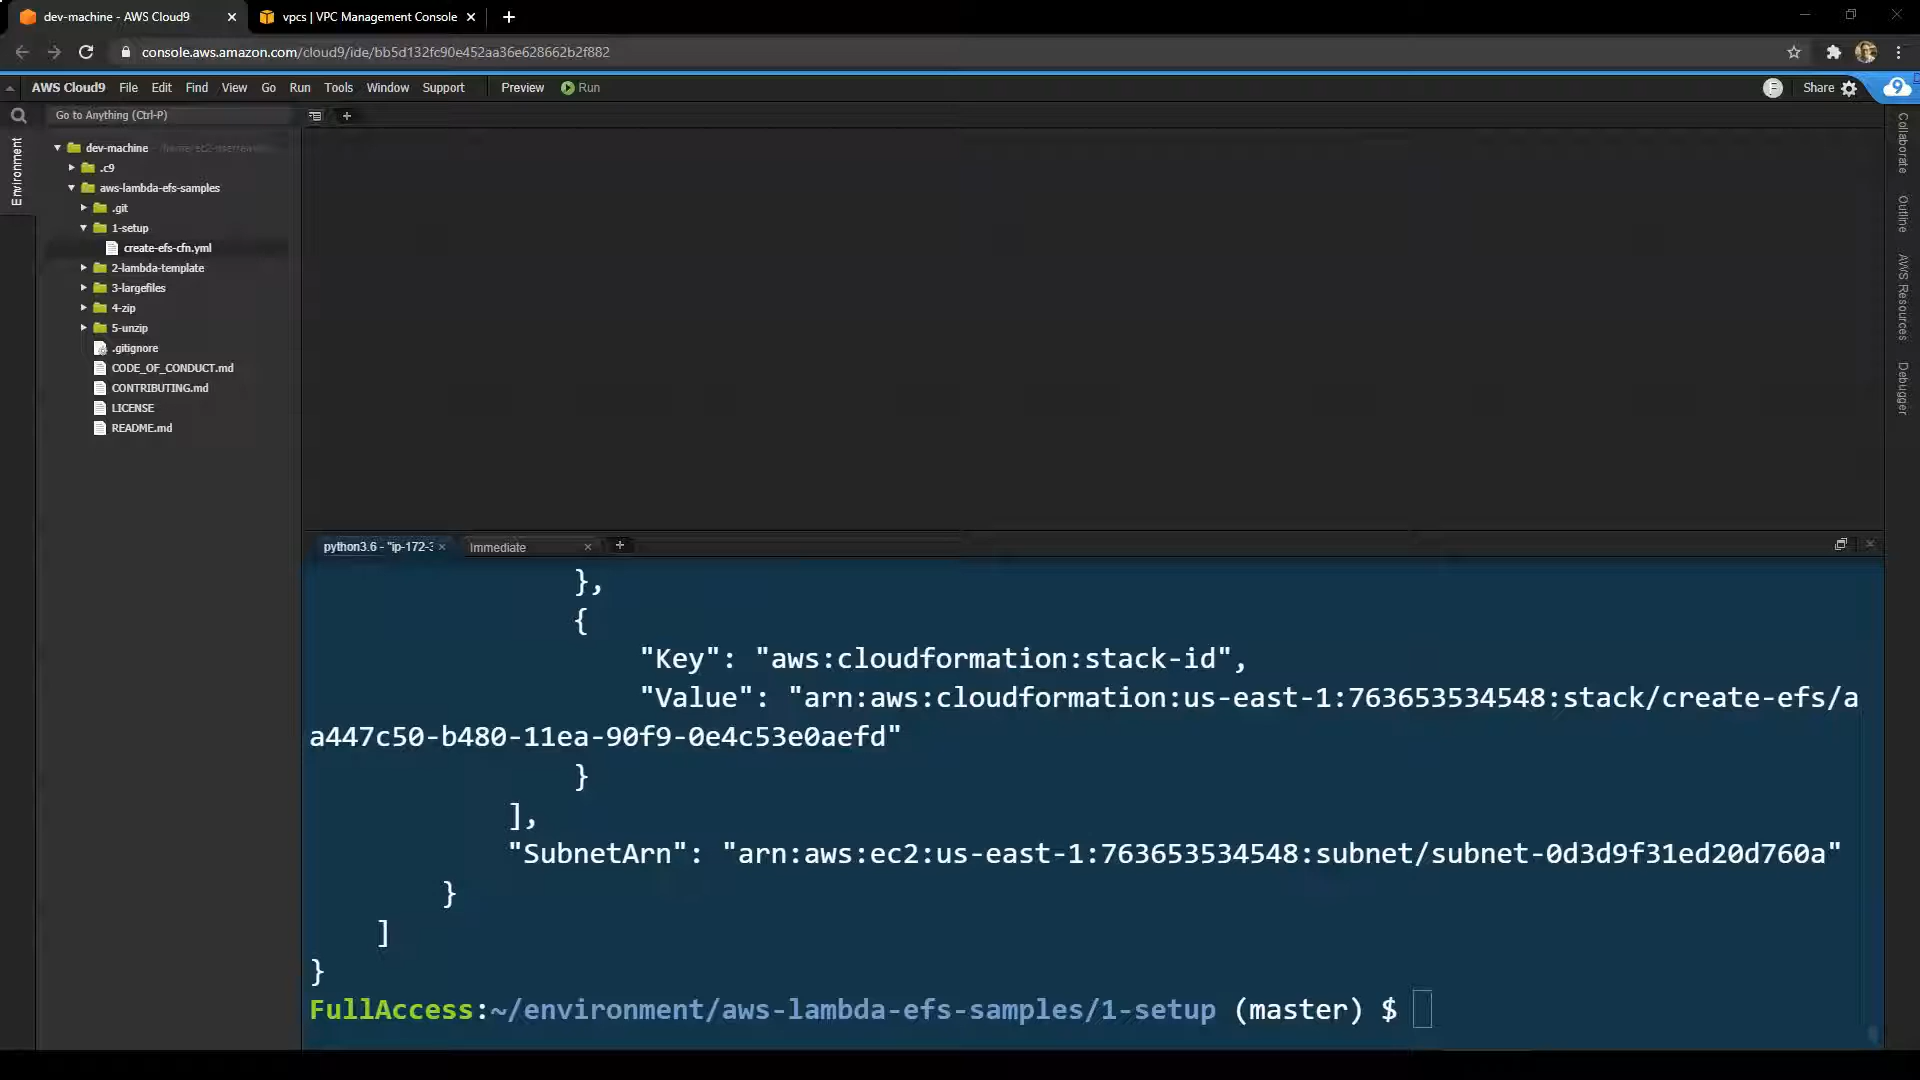 dev-machine - AWS Cloud9
vpcs | VPC Management Console
console.aws.amazon.com/cloud9/ide/bb5d132fc90e452aa36e628662b2f882
AWS Cloud9 File Edit Find View Go Run Tools Window Support Preview Run Share
Go to Anything (Ctrl-P)
Environment
dev-machine
.c9
aws-lambda-efs-samples
.git
1-setup
create-efs-cfn.yml
2-lambda-template
3-largefiles
4-zip
5-unzip
.gitignore
CODE_OF_CONDUCT.md
CONTRIBUTING.md
LICENSE
README.md
Collaborate
Outline
AWS Resources
Debugger
python3.6 - "ip-172-3
Immediate
},
{
"Key": "aws:cloudformation:stack-id",
"Value": "arn:aws:cloudformation:us-east-1:763653534548:stack/create-efs/a
a447c50-b480-11ea-90f9-0e4c53e0aefd"
}
],
"SubnetArn": "arn:aws:ec2:us-east-1:763653534548:subnet/subnet-0d3d9f31ed20d760a"
}
]
}
FullAccess:~/environment/aws-lambda-efs-samples/1-setup (master) $